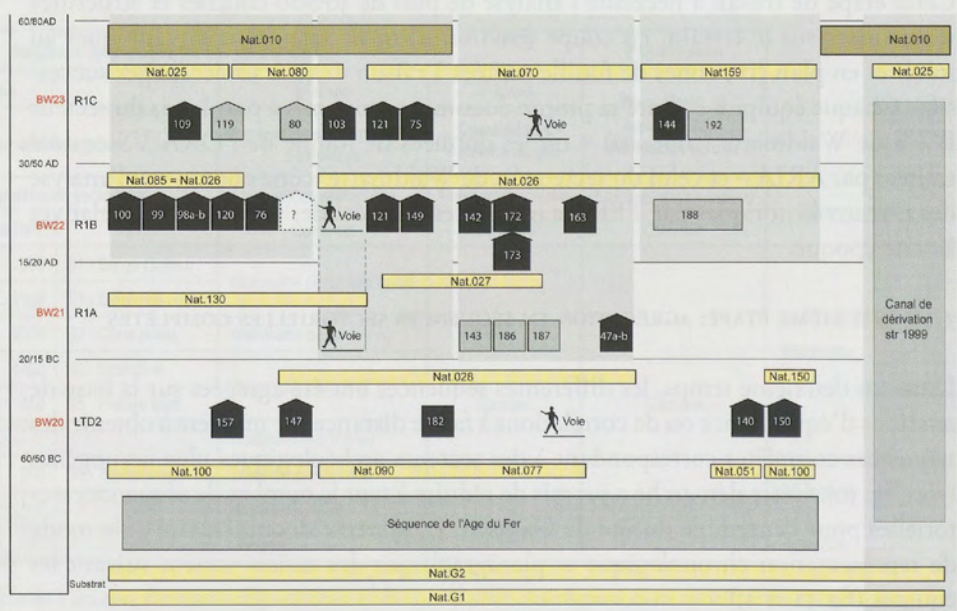 60/80AD
Nat.010
Nat.010
Nat.025
Nat.080
Nat.070
Nat159
Nat.025
BW23 R1C
109
119
80
103
121
75
Voie
144
192
30/50 AD
Nat.085 = Nat.026
Nat.026
BW22 R1B
100
99
98a-b
120
76
?
Voie
121
149
142
172
163
188
173
15/20 AD
Nat.027
Nat.130
BW21 R1A
Voie
143
186
187
47a-b
Canal de
dérivation
str 1999
20/15 BC
Nat.028
Nat.150
BW20 LTD2
157
147
182
Voie
140
150
60/50 BC
Nat.100
Nat.090
Nat.077
Nat.051
Nat.100
Séquence de l'Age du Fer
Substrat
Nat.G2
Nat.G1